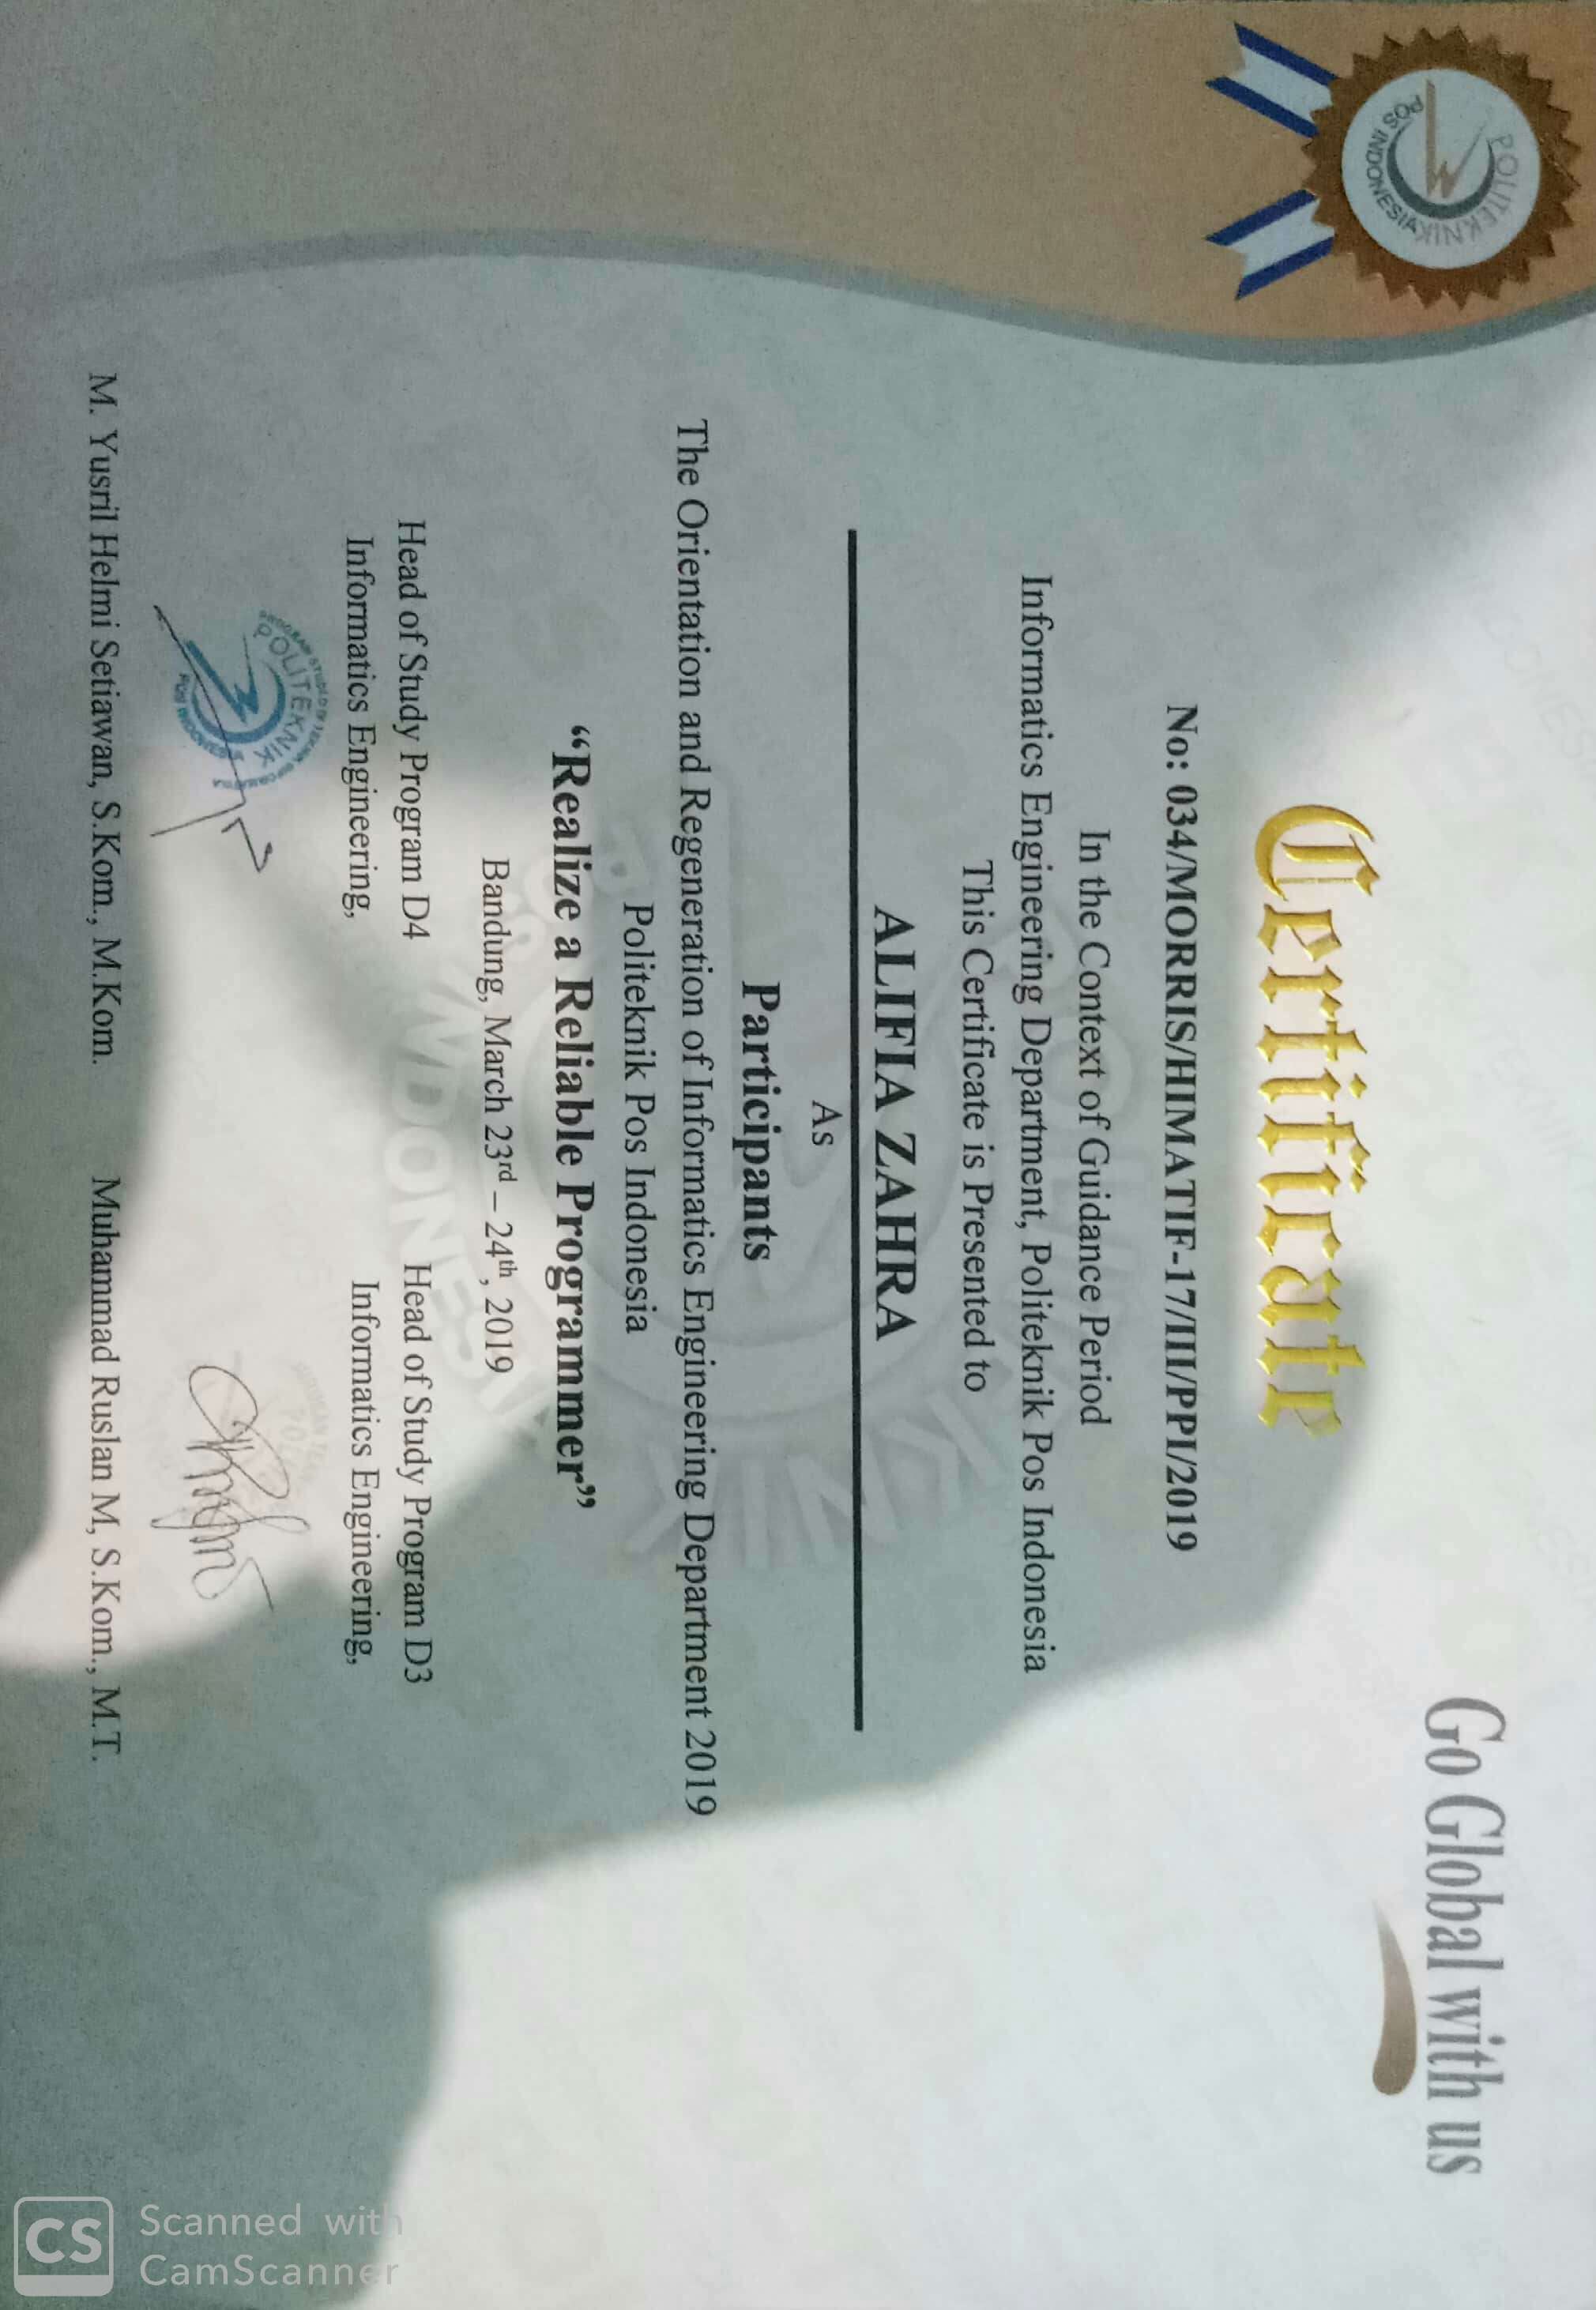 POLITEKNIK
POS INDONESIA
Go Global with us
Certificate
No: 034/MORRIS/HIMATIF-17/III/PPI/2019
In the Context of Guidance Period
Informatics Engineering Department, Politeknik Pos Indonesia
This Certificate is Presented to
ALIFIA ZAHRA
As
Participants
The Orientation and Regeneration of Informatics Engineering Department 2019
Politeknik Pos Indonesia
“Realize a Reliable Programmer”
Bandung, March 23rd – 24th, 2019
Head of Study Program D4
Informatics Engineering,
Head of Study Program D3
Informatics Engineering,
POLITEKNIK
POS INDONESIA
M. Yusril Helmi Setiawan, S.Kom., M.Kom.
Muhammad Ruslan M, S.Kom., M.T.
CS
Scanned with
CamScanner